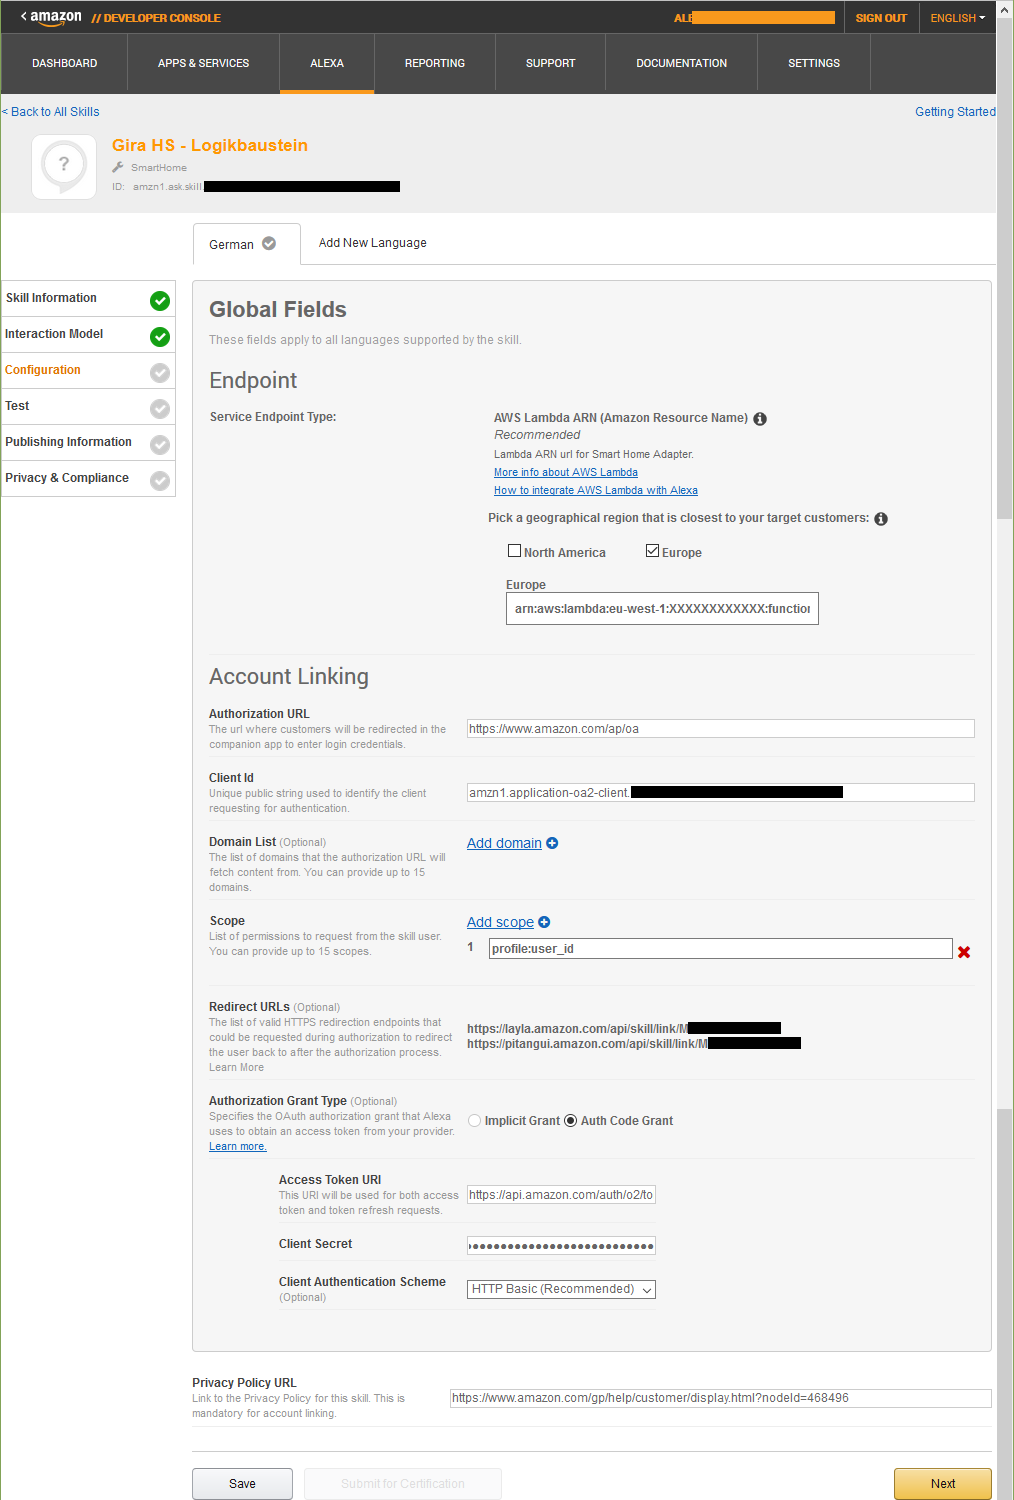 amazon // DEVELOPER CONSOLE
SIGN OUT
ENGLISH
DASHBOARD
APPS & SERVICES
ALEXA
REPORTING
SUPPORT
DOCUMENTATION
SETTINGS
< Back to All Skills
Getting Started
Gira HS - Logikbaustein
SmartHome
ID: amzn1.ask.skill.
German
Add New Language
Skill Information
Interaction Model
Configuration
Test
Publishing Information
Privacy & Compliance
Global Fields
These fields apply to all languages supported by the skill.
Endpoint
Service Endpoint Type:
AWS Lambda ARN (Amazon Resource Name)
Recommended
Lambda ARN url for Smart Home Adapter.
More info about AWS Lambda
How to integrate AWS Lambda with Alexa
Pick a geographical region that is closest to your target customers:
North America
Europe
Europe
arn:aws:lambda:eu-west-1:XXXXXXXXXXXX:function
Account Linking
Authorization URL
The url where customers will be redirected in the
companion app to enter login credentials.
https://www.amazon.com/ap/oa
Client Id
Unique public string used to identify the client
requesting for authentication.
amzn1.application-oa2-client.
Domain List (Optional)
The list of domains that the authorization URL will
fetch content from. You can provide up to 15
domains.
Add domain
Scope
List of permissions to request from the skill user.
You can provide up to 15 scopes.
Add scope
1 profile:user_id
Redirect URLs (Optional)
The list of valid HTTPS redirection endpoints that
could be requested during authorization to redirect
the user back to after the authorization process.
Learn More
https://layla.amazon.com/api/skill/link/M
https://pitangui.amazon.com/api/skill/link/M
Authorization Grant Type (Optional)
Specifies the OAuth authorization grant that Alexa
uses to obtain an access token from your provider.
Learn more.
Implicit Grant
Auth Code Grant
Access Token URI
This URI will be used for both access
token and token refresh requests.
https://api.amazon.com/auth/o2/to
Client Secret
Client Authentication Scheme
(Optional)
HTTP Basic (Recommended)
Privacy Policy URL
Link to the Privacy Policy for this skill. This is
mandatory for account linking.
https://www.amazon.com/gp/help/customer/display.html?nodeId=468496
Save
Submit for Certification
Next